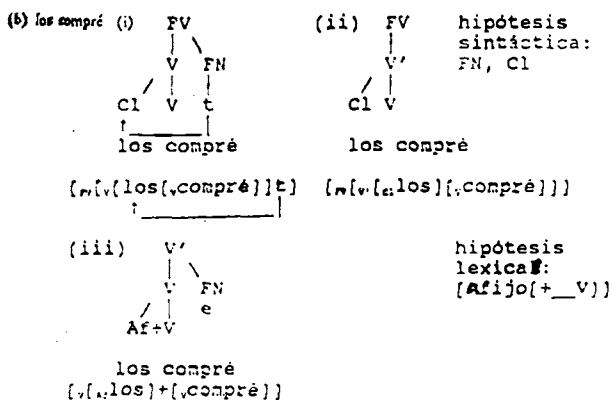 (b) los compré (i) FV (ii) FV hipótesis
sintáctica:
V FN V' FN, Cl
Cl V t Cl V
los compré los compré
[FV[V[los[Vcompré]]t] [FV[V'[Cllos][Vcompré]]]
(iii) V' hipótesis
lexical:
V FN [Afijo[+__V)]
e
Af+V
los compré
[V[Aflos]+[Vcompré]]